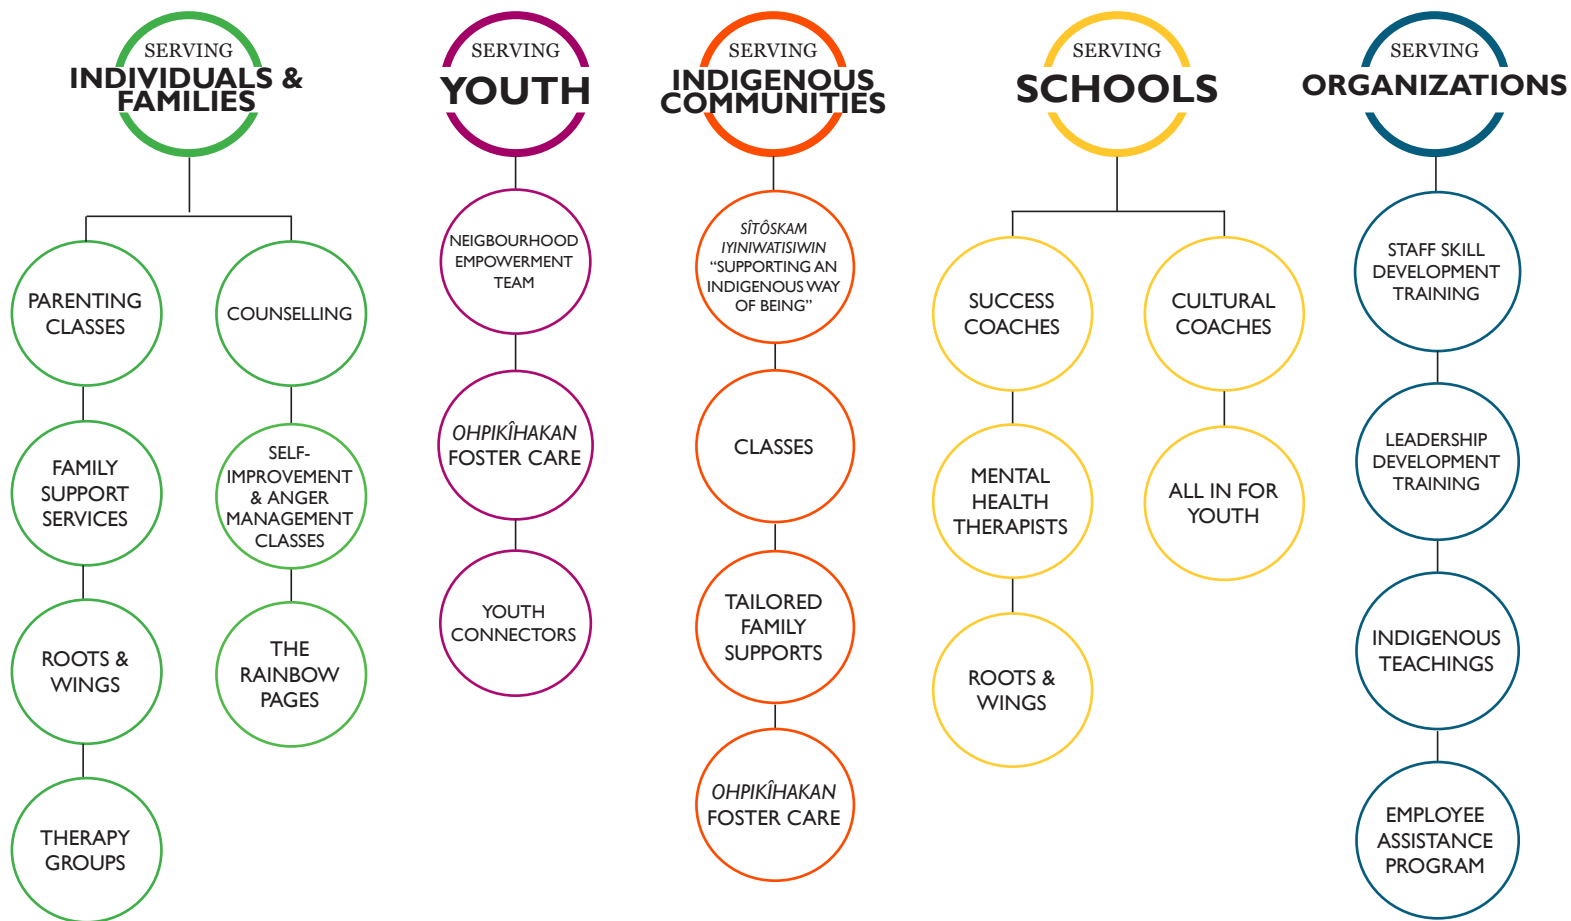 SERVING
INDIVIDUALS &
FAMILIES
PARENTING
CLASSES
FAMILY
SUPPORT
SERVICES
ROOTS &
WINGS
THERAPY
GROUPS
COUNSELLING
SELF-
IMPROVEMENT
& ANGER
MANAGEMENT
CLASSES
THE
RAINBOW
PAGES
SERVING
YOUTH
NEIGBOURHOOD
EMPOWERMENT
TEAM
OHPIKÎHAKAN
FOSTER CARE
YOUTH
CONNECTORS
SERVING
INDIGENOUS
COMMUNITIES
SÎTÔSKAM
IYINIWATISIWIN
“SUPPORTING AN
INDIGENOUS WAY
OF BEING”
CLASSES
TAILORED
FAMILY
SUPPORTS
OHPIKÎHAKAN
FOSTER CARE
SERVING
SCHOOLS
SUCCESS
COACHES
MENTAL
HEALTH
THERAPISTS
ROOTS &
WINGS
CULTURAL
COACHES
ALL IN FOR
YOUTH
SERVING
ORGANIZATIONS
STAFF SKILL
DEVELOPMENT
TRAINING
LEADERSHIP
DEVELOPMENT
TRAINING
INDIGENOUS
TEACHINGS
EMPLOYEE
ASSISTANCE
PROGRAM